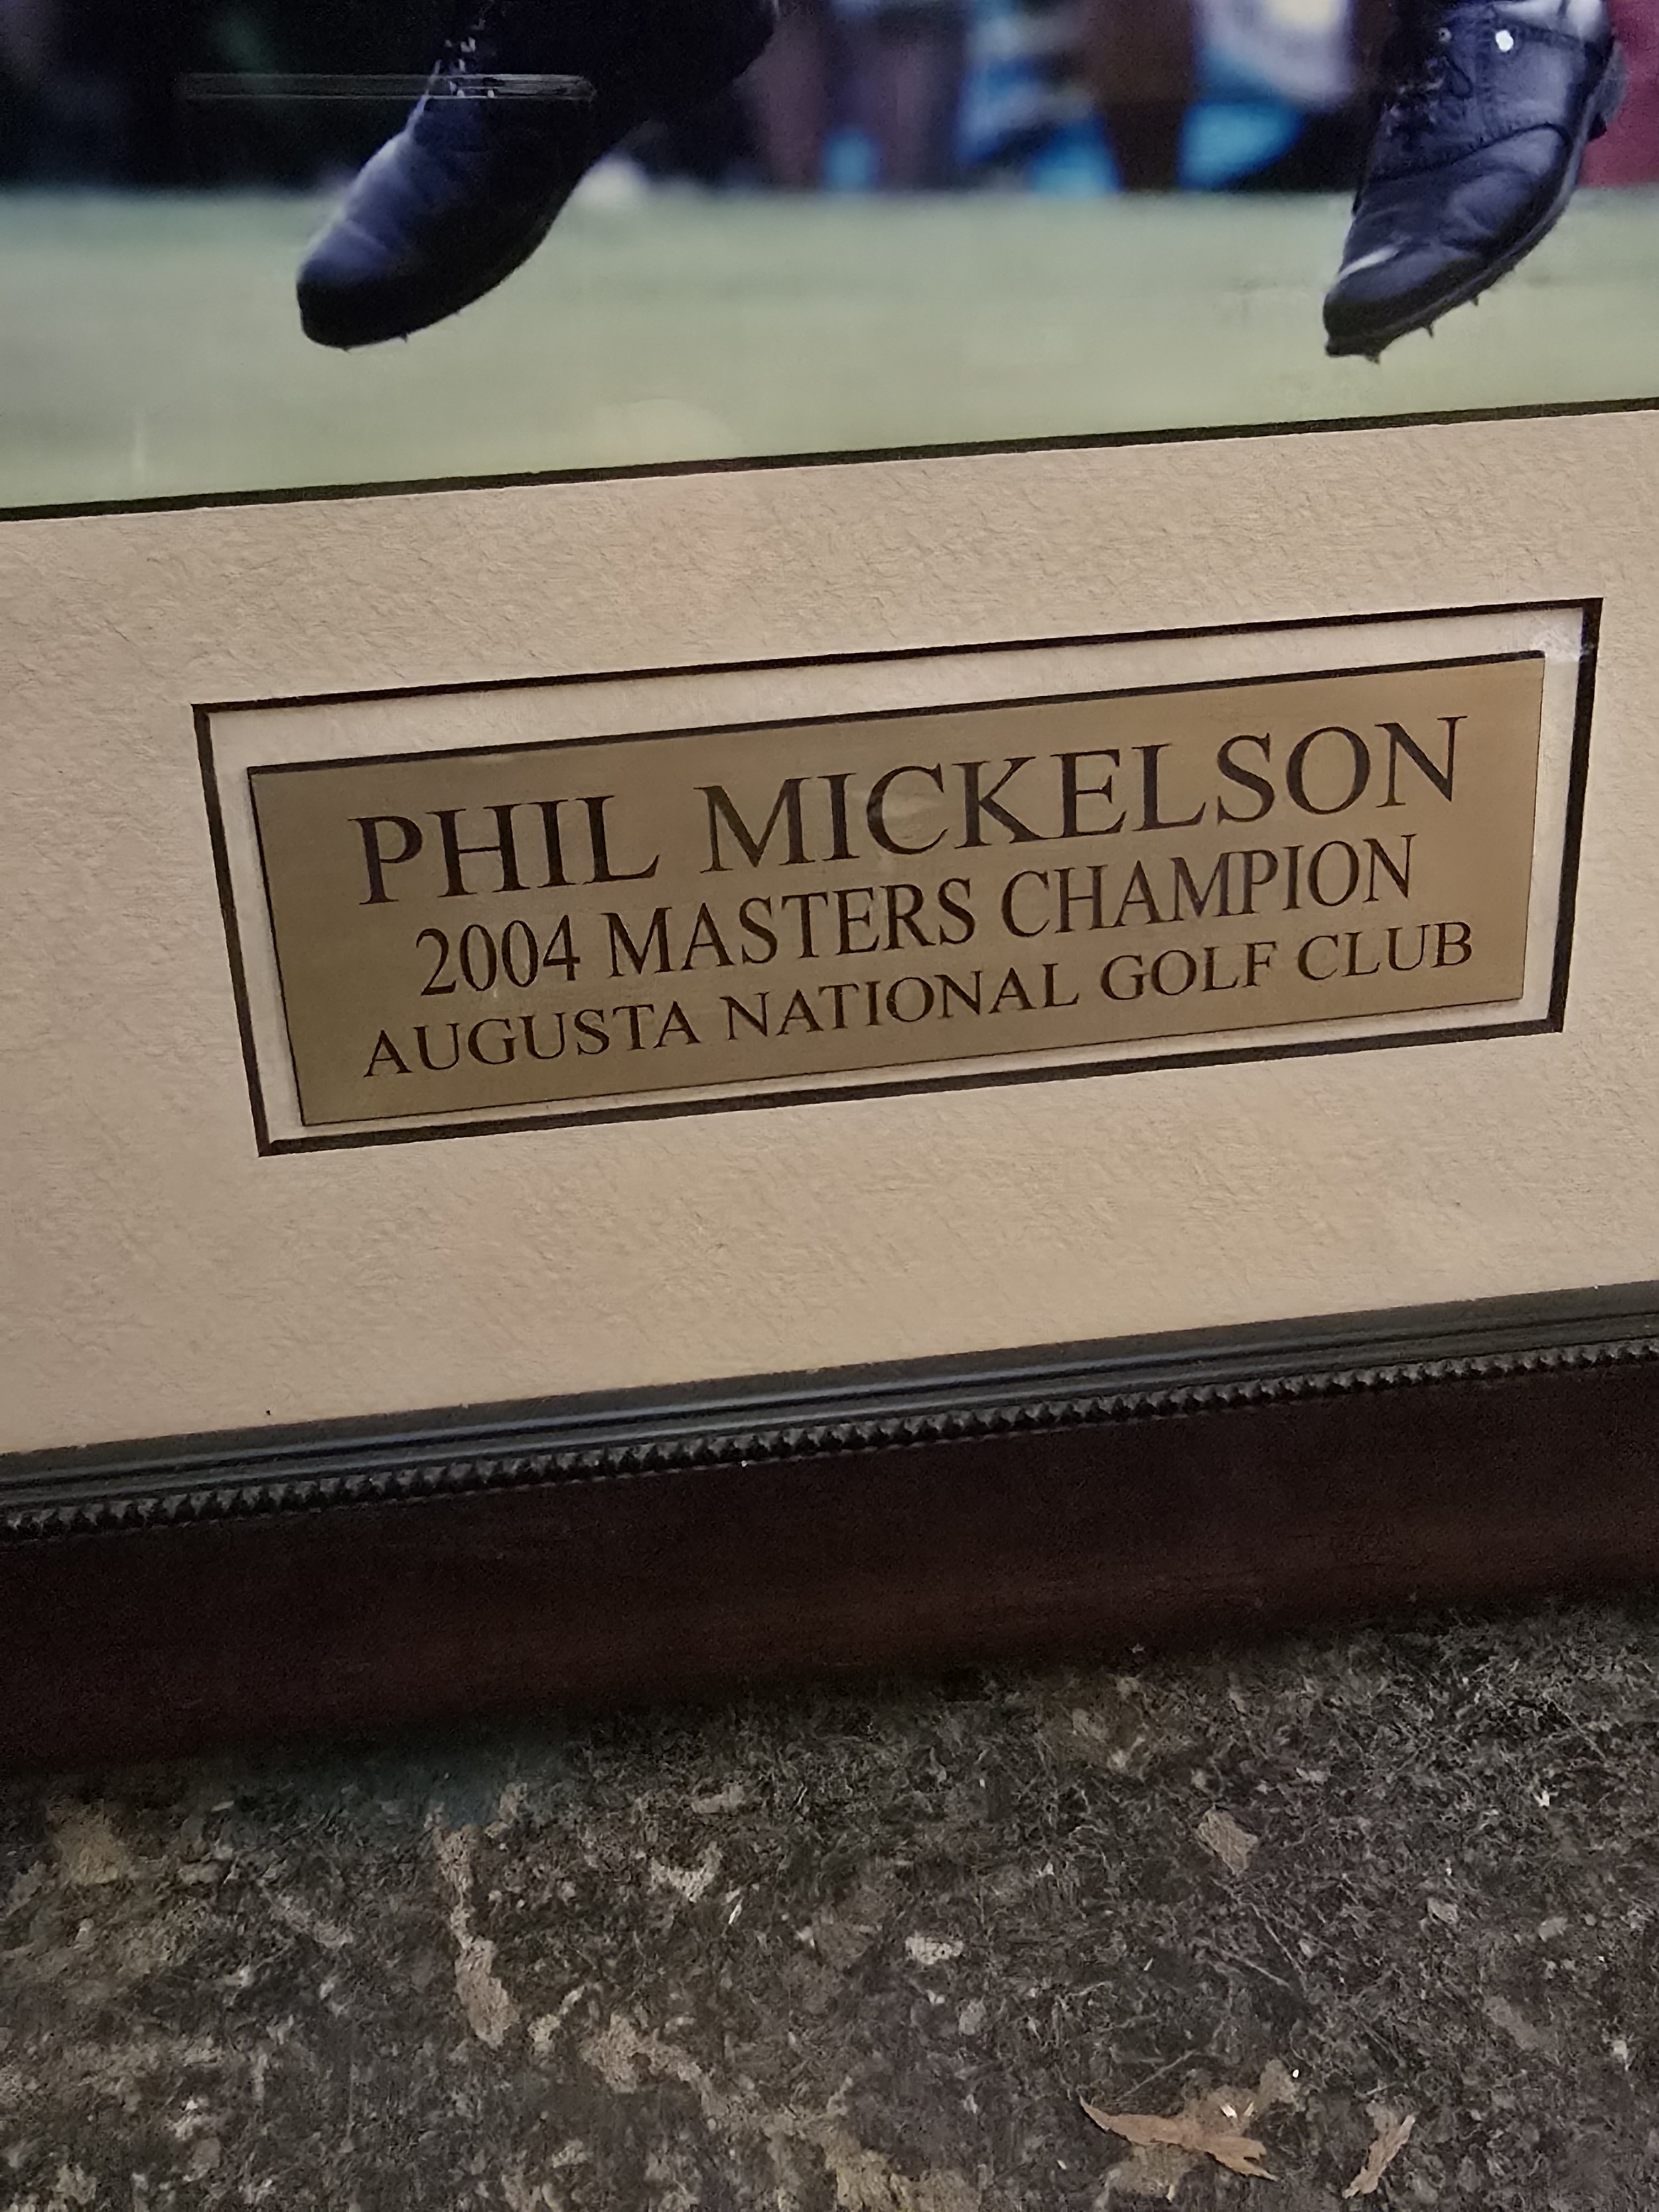 PHIL MICKELSON
2004 MASTERS CHAMPION
AUGUSTA NATIONAL GOLF CLUB